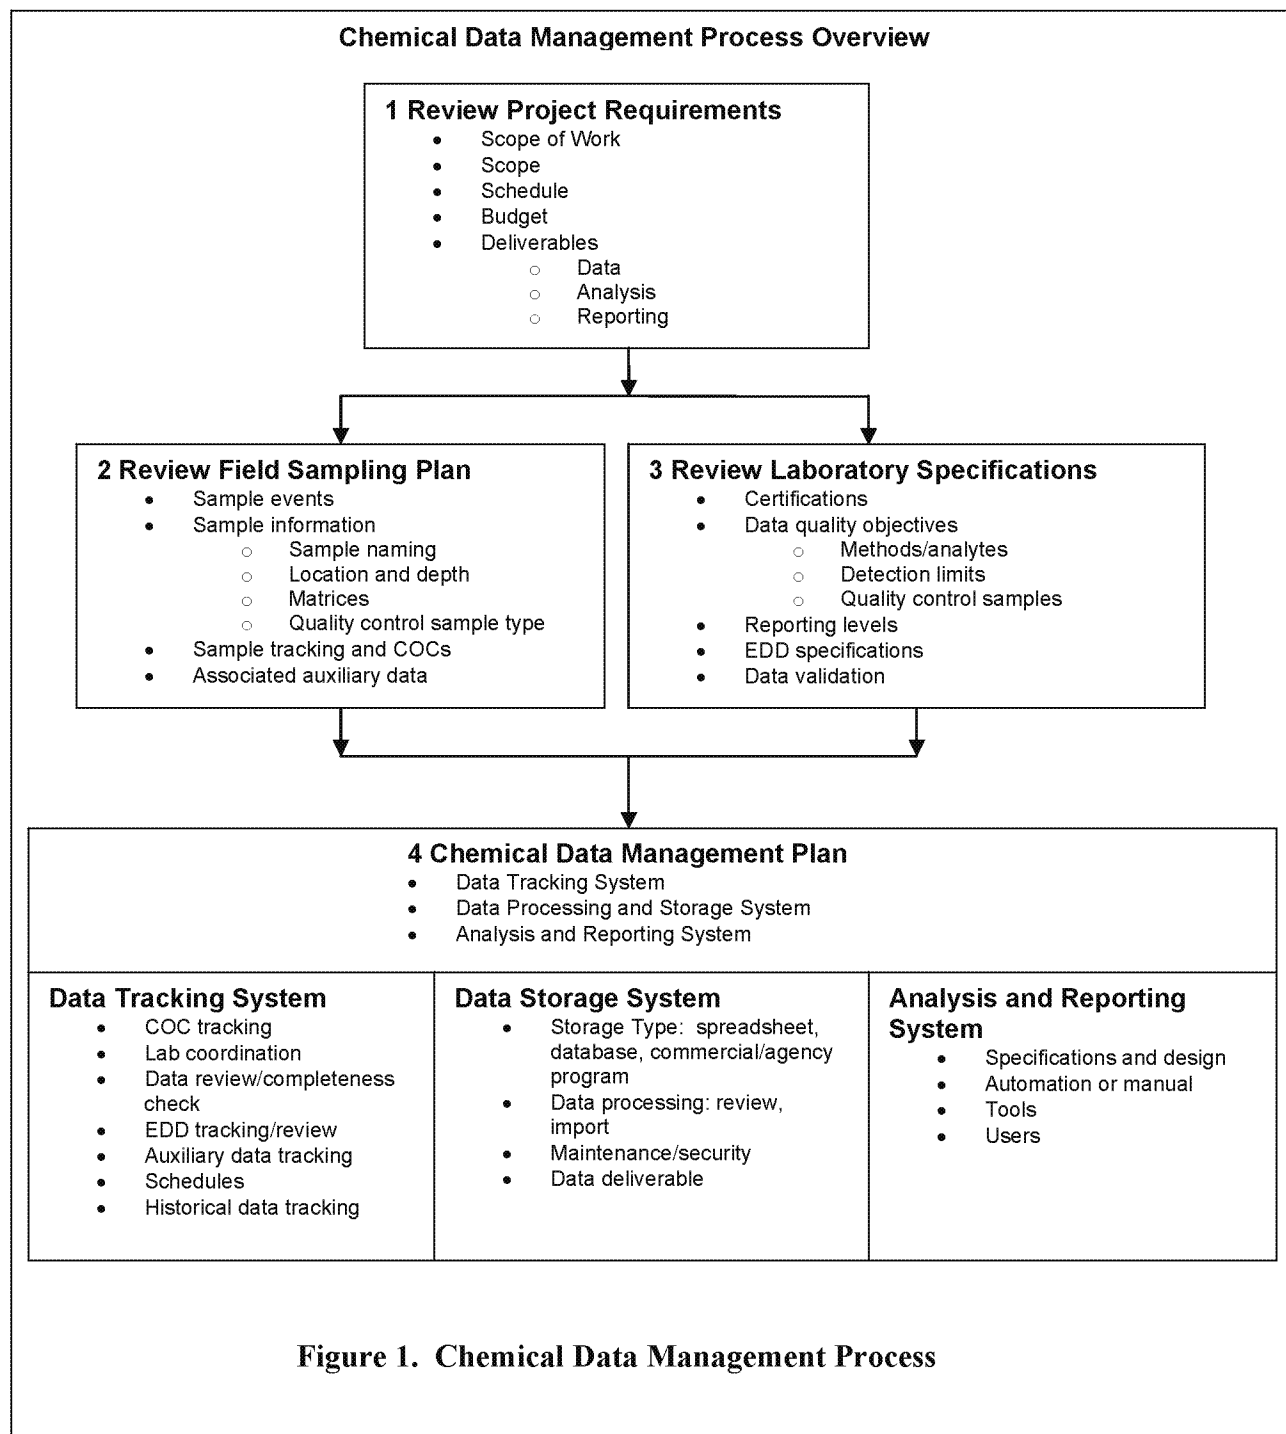 Chemical Data Management Process Overview
1 Review Project Requirements
• Scope of Work
• Scope
• Schedule
• Budget
• Deliverables
○ Data
○ Analysis
○ Reporting
2 Review Field Sampling Plan
• Sample events
• Sample information
○ Sample naming
○ Location and depth
○ Matrices
○ Quality control sample type
• Sample tracking and COCs
• Associated auxiliary data
3 Review Laboratory Specifications
• Certifications
• Data quality objectives
○ Methods/analytes
○ Detection limits
○ Quality control samples
• Reporting levels
• EDD specifications
• Data validation
4 Chemical Data Management Plan
• Data Tracking System
• Data Processing and Storage System
• Analysis and Reporting System
Data Tracking System
• COC tracking
• Lab coordination
• Data review/completeness
check
• EDD tracking/review
• Auxiliary data tracking
• Schedules
• Historical data tracking
Data Storage System
• Storage Type: spreadsheet,
database, commercial/agency
program
• Data processing: review,
import
• Maintenance/security
• Data deliverable
Analysis and Reporting
System
• Specifications and design
• Automation or manual
• Tools
• Users
Figure 1. Chemical Data Management Process